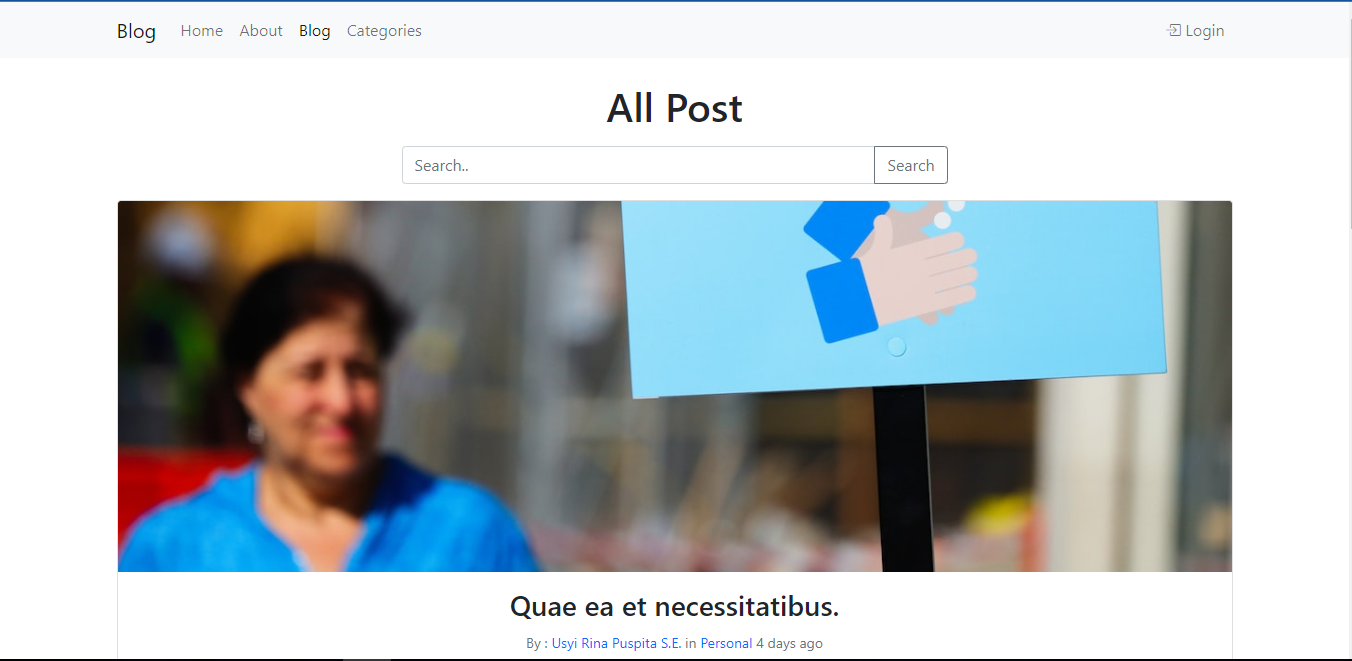 Blog Home About Blog Categories Login
All Post
Search.. Search
Quae ea et necessitatibus.
By : Usyi Rina Puspita S.E. in Personal 4 days ago